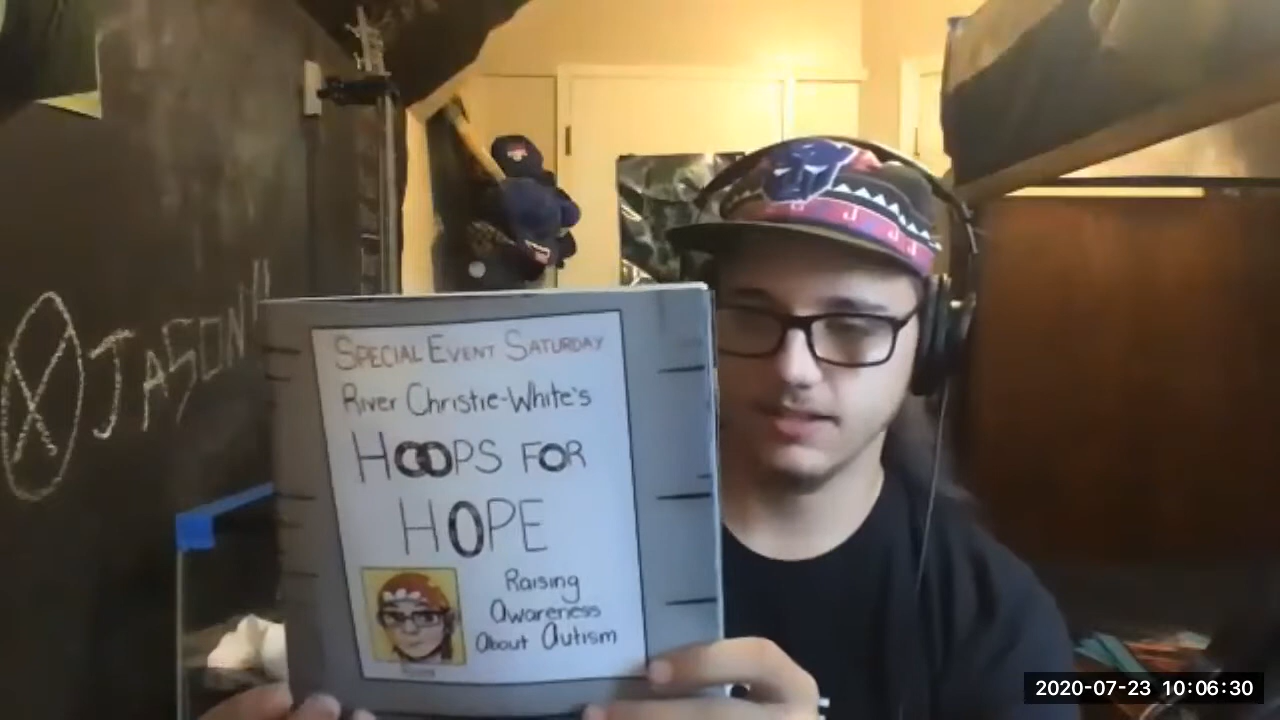 JASON"
SPECIAL EVENT SATURDAY
River Christie-White's
HOOPS FOR
HOPE
Raising
Awareness
About Autism
2020-07-23 10:06:30